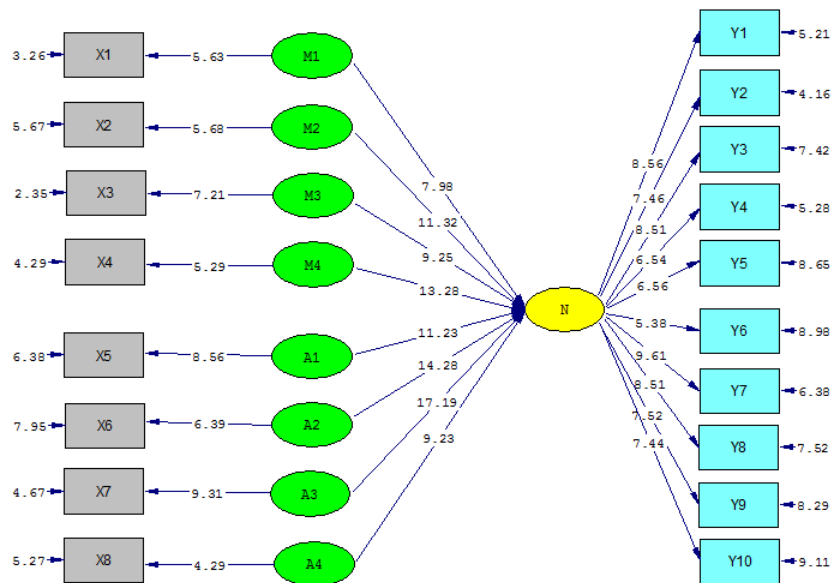 3.26 X1 5.63 M1
5.67 X2 5.68 M2
2.35 X3 7.21 M3
4.29 X4 5.29 M4
6.38 X5 8.56 A1
7.95 X6 6.39 A2
4.67 X7 9.31 A3
5.27 X8 4.29 A4
7.98
11.32
9.25
13.28
11.23
14.28
17.19
9.23
N
8.56
7.46
8.51
6.54
6.56
5.38
9.61
8.51
7.52
7.44
Y1 5.21
Y2 4.16
Y3 7.42
Y4 5.28
Y5 8.65
Y6 8.98
Y7 6.38
Y8 7.52
Y9 8.29
Y10 9.11